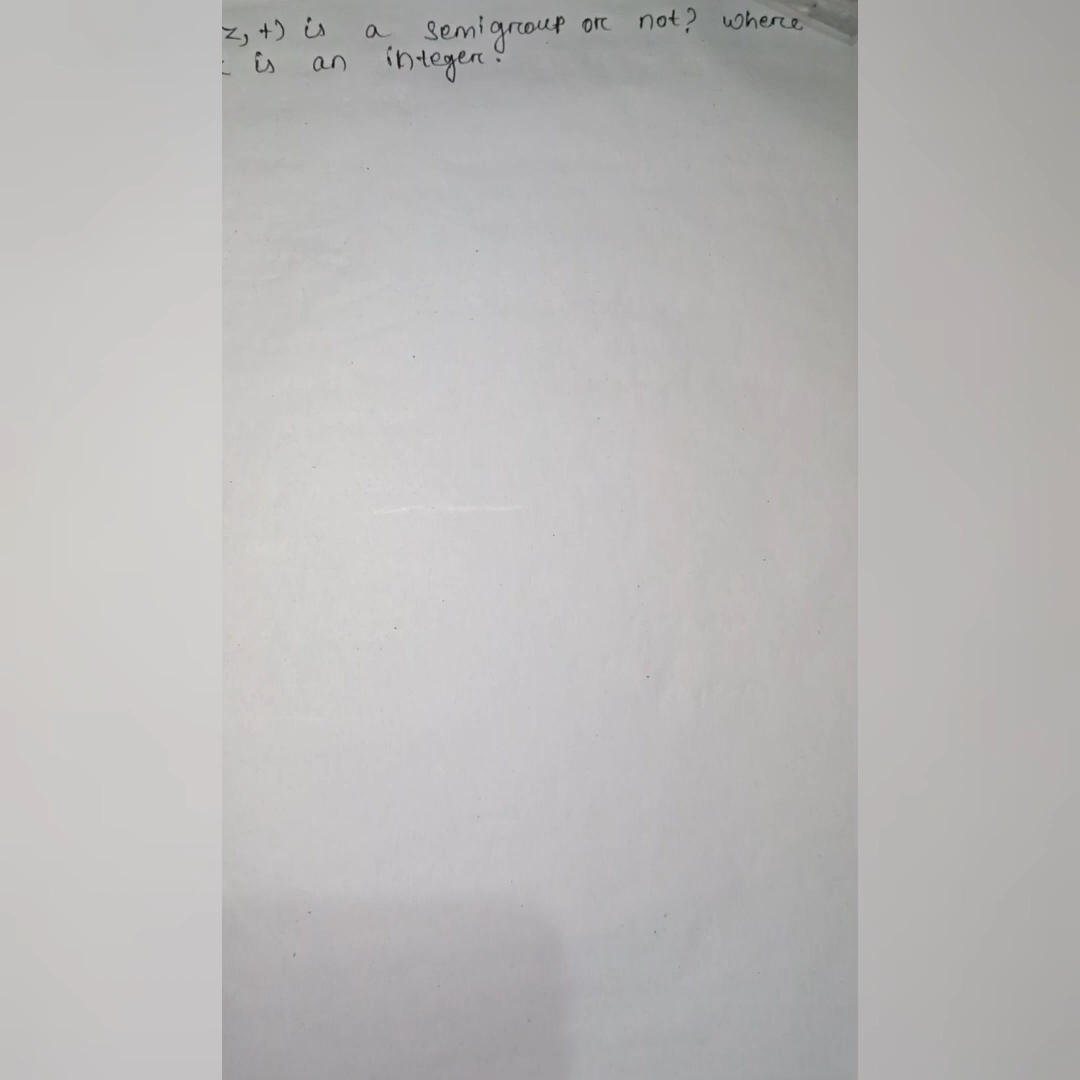 z, +) is a semigroup or not? where
is an integer.